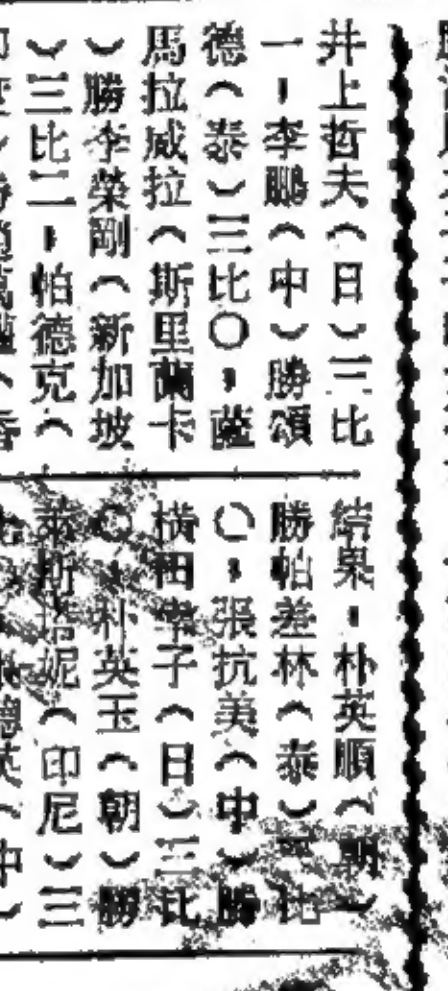 井上哲夫（日）三比
一，李鵬（中）勝頌
德（泰）三比〇，薩
馬拉威拉（斯里蘭卡
）勝李榮剛（新加坡
）三比二，帕德克（
結果，朴英順（朝）
勝帕差林（泰）三比
〇，張抗美（中）勝
橫田幸子（日）三比
〇，朴英玉（朝）勝
萊斯塔妮（印尼）三